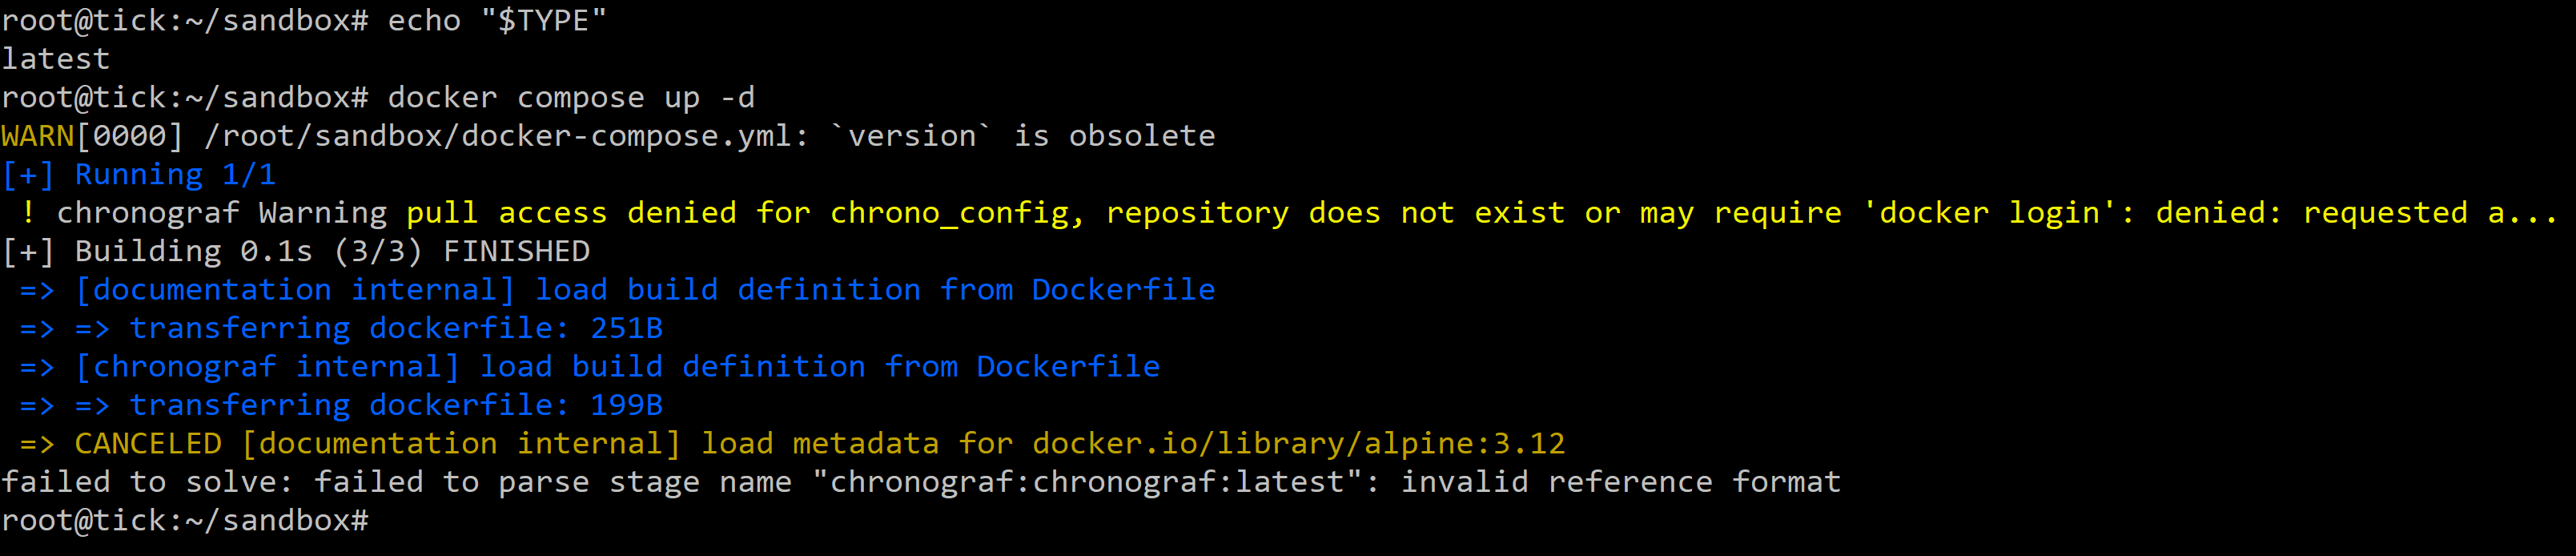 root@tick:~/sandbox# echo "$TYPE"
latest
root@tick:~/sandbox# docker compose up -d
WARN[0000] /root/sandbox/docker-compose.yml: `version` is obsolete
[+] Running 1/1
 ! chronograf Warning pull access denied for chrono_config, repository does not exist or may require 'docker login': denied: requested a...
[+] Building 0.1s (3/3) FINISHED
 => [documentation internal] load build definition from Dockerfile
 => => transferring dockerfile: 251B
 => [chronograf internal] load build definition from Dockerfile
 => => transferring dockerfile: 199B
 => CANCELED [documentation internal] load metadata for docker.io/library/alpine:3.12
failed to solve: failed to parse stage name "chronograf:chronograf:latest": invalid reference format
root@tick:~/sandbox#